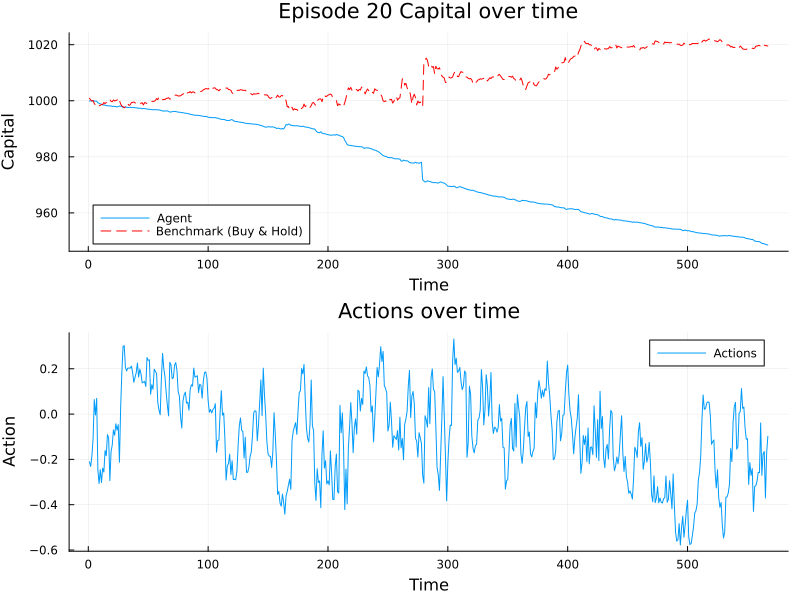 Episode 20 Capital over time
Capital
1020
1000
980
960
Agent
Benchmark (Buy & Hold)
0 100 200 300 400 500
Time
Actions over time
Action
0.2
0.0
−0.2
−0.4
−0.6
Actions
0 100 200 300 400 500
Time